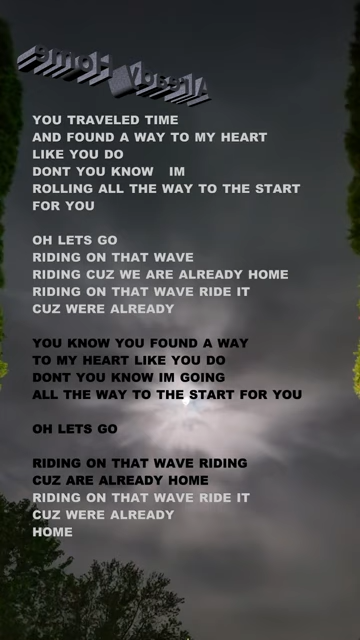 Already Home
YOU TRAVELED TIME
AND FOUND A WAY TO MY HEART
LIKE YOU DO
DONT YOU KNOW IM
ROLLING ALL THE WAY TO THE START
FOR YOU
OH LETS GO
RIDING ON THAT WAVE
RIDING CUZ WE ARE ALREADY HOME
RIDING ON THAT WAVE RIDE IT
CUZ WERE ALREADY
YOU KNOW YOU FOUND A WAY
TO MY HEART LIKE YOU DO
DONT YOU KNOW IM GOING
ALL THE WAY TO THE START FOR YOU
OH LETS GO
RIDING ON THAT WAVE RIDING
CUZ ARE ALREADY HOME
RIDING ON THAT WAVE RIDE IT
CUZ WERE ALREADY
HOME